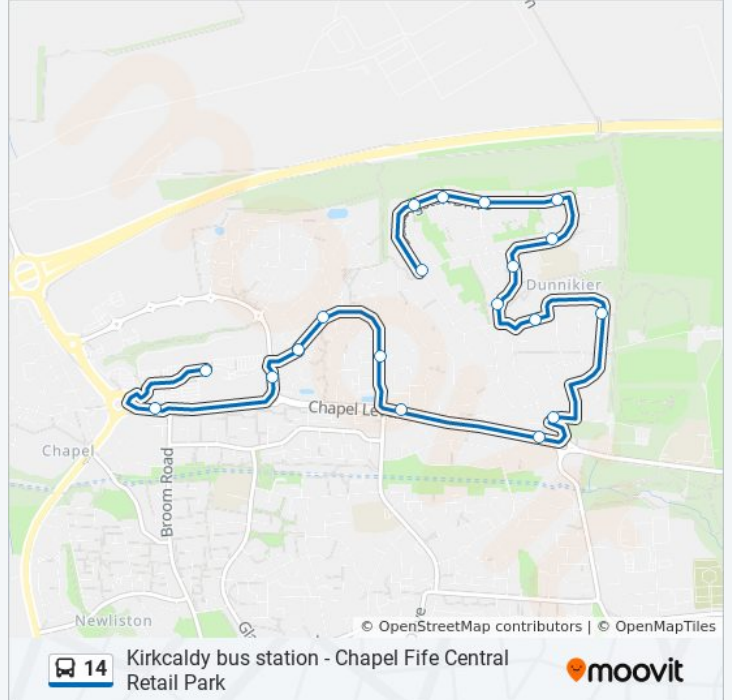 Dunnikier
Chapel Le
Chapel
Broom Road
Newliston
© OpenStreetMap contributors | © OpenMapTiles
14
Kirkcaldy bus station - Chapel Fife Central
Retail Park
moovit